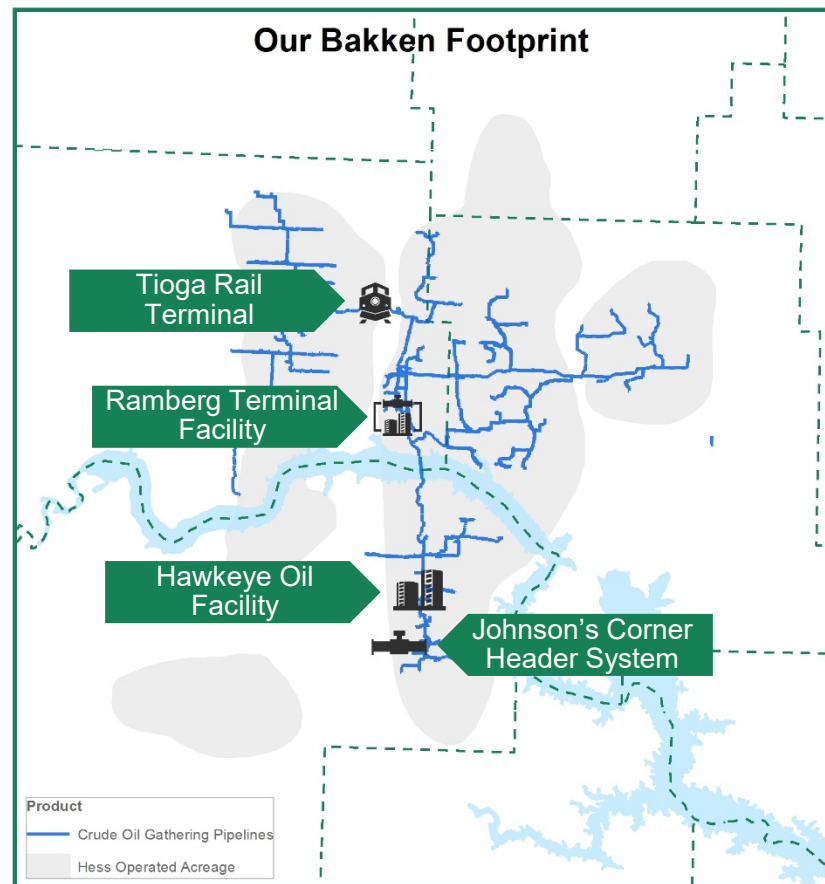 Our Bakken Footprint
Tioga Rail
Terminal
Ramberg Terminal
Facility
Hawkeye Oil
Facility
Johnson’s Corner
Header System
Product
Crude Oil Gathering Pipelines
Hess Operated Acreage